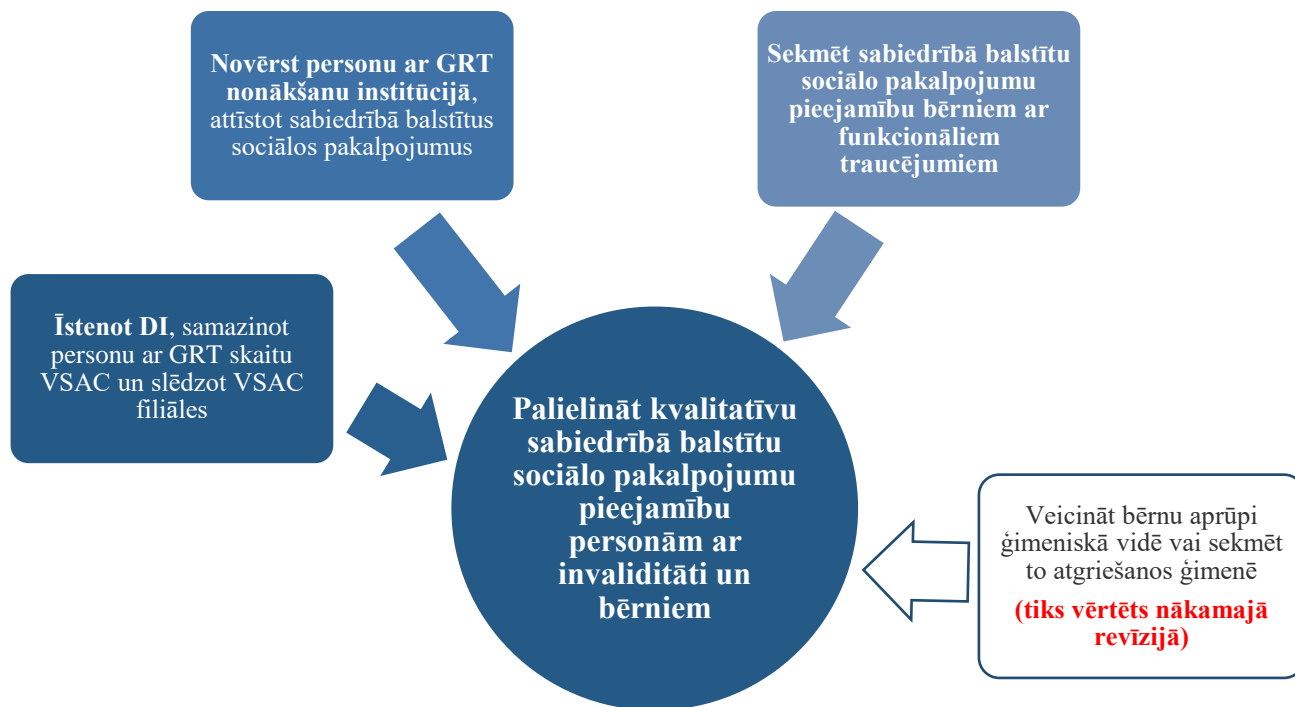 Novērst personu ar GRT
nonākšanu institūcijā,
attīstot sabiedrībā balstītus
sociālos pakalpojumus
Sekmēt sabiedrībā balstītu
sociālo pakalpojumu
pieejamību bērniem ar
funkcionāliem
traucējumiem
Īstenot DI, samazinot
personu ar GRT skaitu
VSAC un slēdzot VSAC
filiāles
Palielināt kvalitatīvu
sabiedrībā balstītu
sociālo pakalpojumu
pieejamību
personām ar
invaliditāti un
bērniem
Veicināt bērnu aprūpi
ģimeniskā vidē vai sekmēt
to atgriešanos ģimenē
(tiks vērtēts nākamajā
revīzijā)